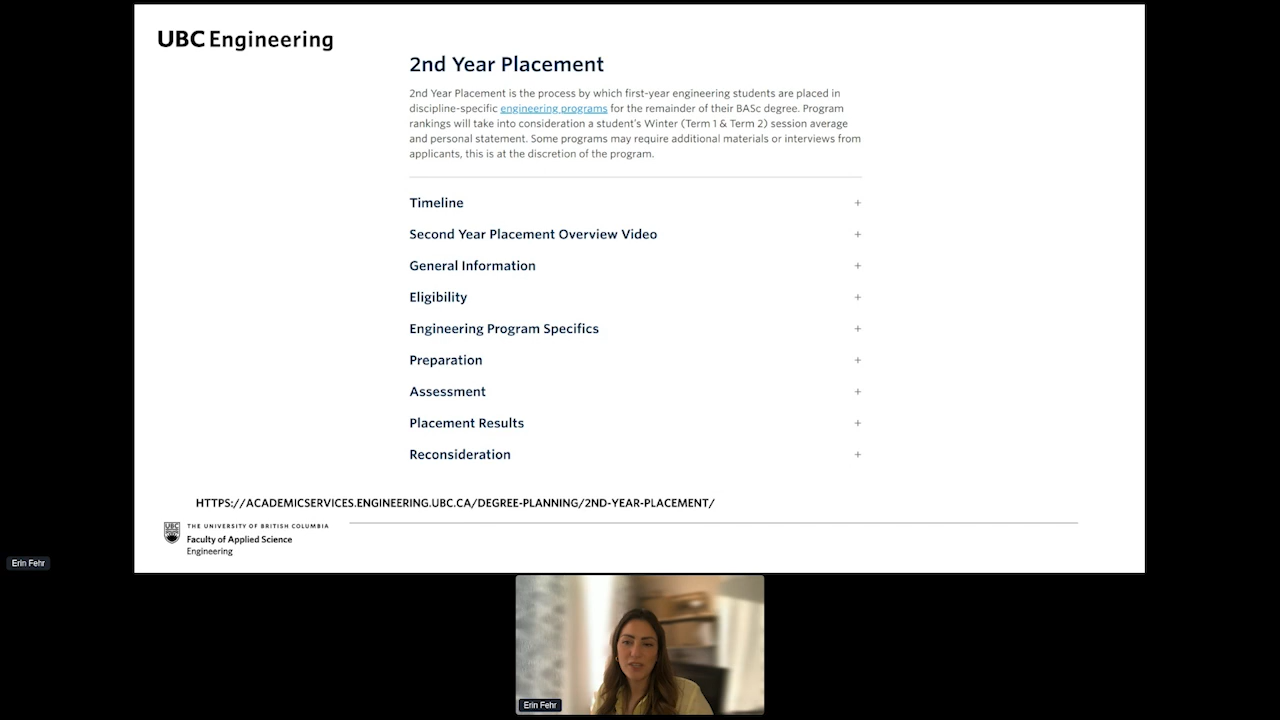 UBC Engineering
2nd Year Placement
2nd Year Placement is the process by which first-year engineering students are placed in
discipline-specific engineering programs for the remainder of their BASc degree. Program
rankings will take into consideration a student's Winter (Term 1 & Term 2) session average
and personal statement. Some programs may require additional materials or interviews from
applicants, this is at the discretion of the program.
Timeline +
Second Year Placement Overview Video +
General Information +
Eligibility +
Engineering Program Specifics +
Preparation +
Assessment +
Placement Results +
Reconsideration +
HTTPS://ACADEMICSERVICES.ENGINEERING.UBC.CA/DEGREE-PLANNING/2ND-YEAR-PLACEMENT/
UBC
THE UNIVERSITY OF BRITISH COLUMBIA
Faculty of Applied Science
Engineering
Erin Fehr
Erin Fehr